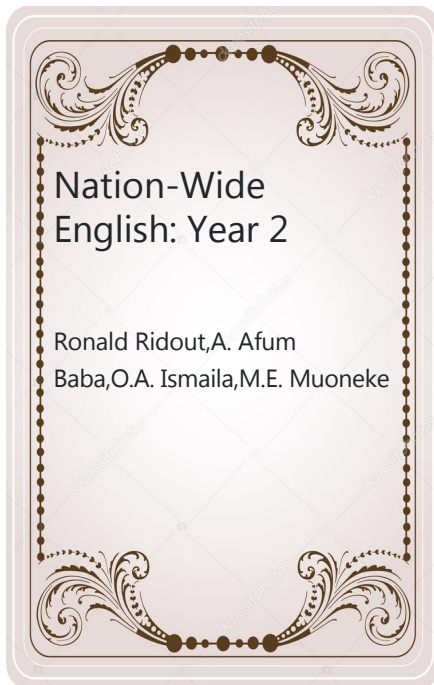 Nation-Wide
English: Year 2
Ronald Ridout,A. Afum
Baba,O.A. Ismaila,M.E. Muoneke